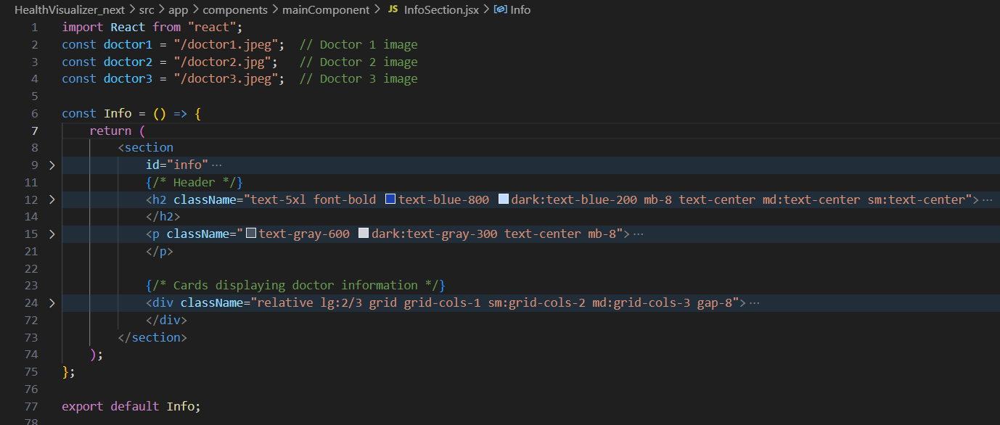 HealthVisualizer_next > src > app > components > mainComponent > JS InfoSection.jsx > Info
1 import React from "react";
2 const doctor1 = "/doctor1.jpeg";  // Doctor 1 image
3 const doctor2 = "/doctor2.jpg";   // Doctor 2 image
4 const doctor3 = "/doctor3.jpeg";  // Doctor 3 image
5
6 const Info = () => {
7     return (
8         <section
9             id="info" ···
11             {/* Header */}
12             <h2 className="text-5xl font-bold text-blue-800 dark:text-blue-200 mb-8 text-center md:text-center sm:text-center"> ···
14             </h2>
15             <p className="text-gray-600 dark:text-gray-300 text-center mb-8"> ···
21             </p>
22
23             {/* Cards displaying doctor information */}
24             <div className="relative lg:2/3 grid grid-cols-1 sm:grid-cols-2 md:grid-cols-3 gap-8"> ···
72             </div>
73         </section>
74     );
75 };
76
77 export default Info;
78